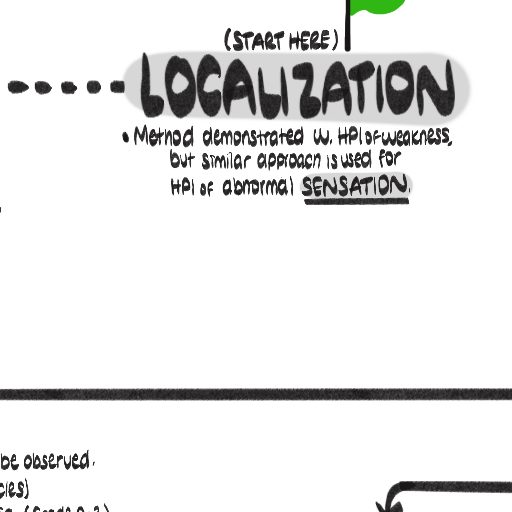 (START HERE)
LOCALIZATION
• Method demonstrated w. HPI of weakness,
but similar approach is used for
HPI of abnormal SENSATION.
be observed.